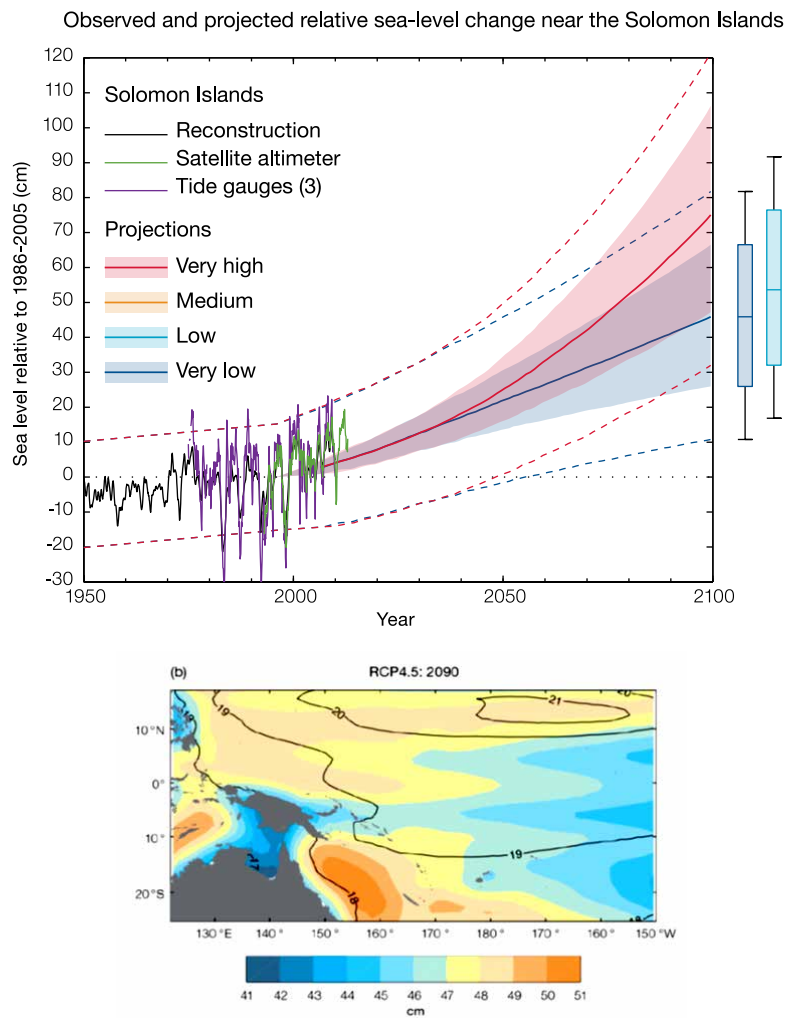 Observed and projected relative sea-level change near the Solomon Islands
Sea level relative to 1986-2005 (cm)
120
110
100
90
80
70
60
50
40
30
20
10
0
-10
-20
-30
Solomon Islands
Reconstruction
Satellite altimeter
Tide gauges (3)
Projections
Very high
Medium
Low
Very low
1950
2000
2050
2100
Year
(b)
RCP4.5: 2090
10°N
0°
10°
20°S
19
19
20
21
20
19
18
17
130°E
140°
150°
160°
170°
180°
170°
160°
150°W
41
42
43
44
45
46
47
48
49
50
51
cm